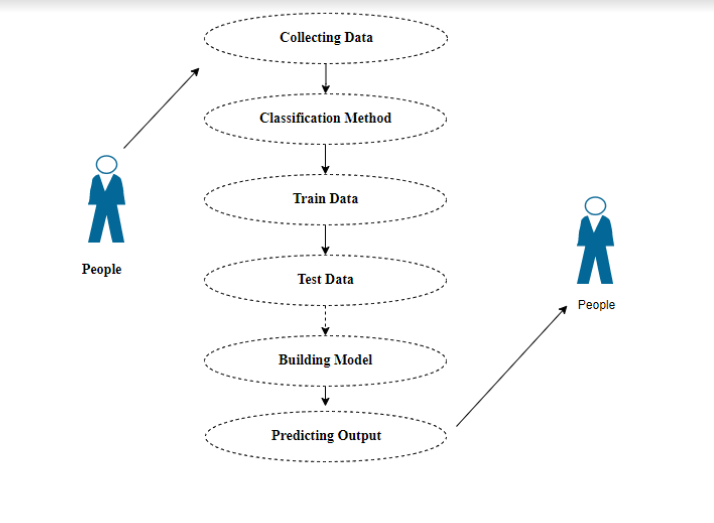 Collecting Data
Classification Method
Train Data
Test Data
People
People
Building Model
Predicting Output